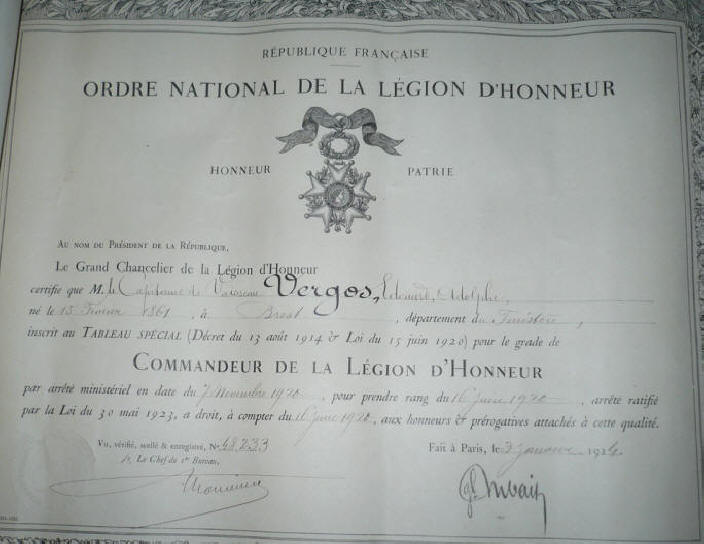 RÉPUBLIQUE FRANÇAISE
ORDRE NATIONAL DE LA LÉGION D'HONNEUR
HONNEUR PATRIE
AU NOM DU PRÉSIDENT DE LA RÉPUBLIQUE,
Le Grand Chancelier de la Légion d'Honneur
certifie que M. le Capitaine de Vaisseau Verges, Edouard, Adolphe,
né le 15 Février 1861, à Brest, département du Finistère,
inscrit au TABLEAU SPÉCIAL (Décret du 13 août 1914 & Loi du 15 juin 1920) pour le grade de
COMMANDEUR DE LA LÉGION D'HONNEUR
par arrêté ministériel en date du 7 Novembre 1920, pour prendre rang du 16 juin 1920, arrêté ratifié
par la Loi du 30 mai 1923, a droit, à compter du 16 juin 1920, aux honneurs & prérogatives attachés à cette qualité.
Vu, vérifié, scellé & enregistré, N° 48233
Le Chef du 1er Bureau,
Fait à Paris, le 3 janvier 1924